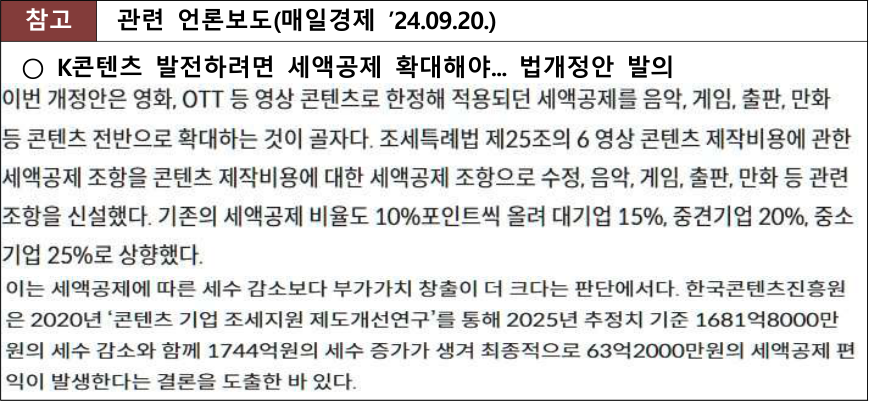 참고 관련 언론보도(매일경제 '24.09.20.)
○ K콘텐츠 발전하려면 세액공제 확대해야... 법개정안 발의
이번 개정안은 영화, OTT 등 영상 콘텐츠로 한정해 적용되던 세액공제를 음악, 게임, 출판, 만화
등 콘텐츠 전반으로 확대하는 것이 골자다. 조세특례법 제25조의 6 영상 콘텐츠 제작비용에 관한
세액공제 조항을 콘텐츠 제작비용에 대한 세액공제 조항으로 수정, 음악, 게임, 출판, 만화 등 관련
조항을 신설했다. 기존의 세액공제 비율도 10%포인트씩 올려 대기업 15%, 중견기업 20%, 중소
기업 25%로 상향했다.
이는 세액공제에 따른 세수 감소보다 부가가치 창출이 더 크다는 판단에서다. 한국콘텐츠진흥원
은 2020년 ‘콘텐츠 기업 조세지원 제도개선연구’를 통해 2025년 추정치 기준 1681억8000만
원의 세수 감소와 함께 1744억원의 세수 증가가 생겨 최종적으로 63억2000만원의 세액공제 편
익이 발생한다는 결론을 도출한 바 있다.